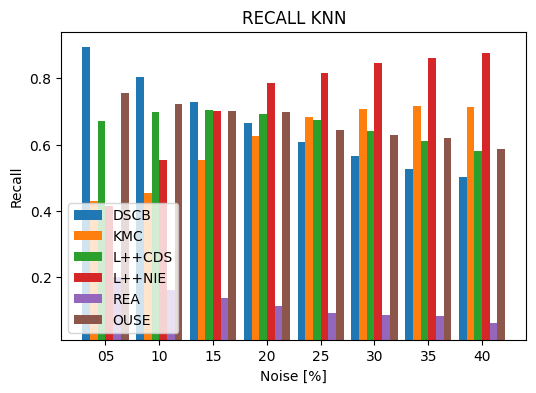 RECALL KNN
Recall
0.8
0.6
0.4
0.2
DSCB
KMC
L++CDS
L++NIE
REA
OUSE
05 10 15 20 25 30 35 40
Noise [%]